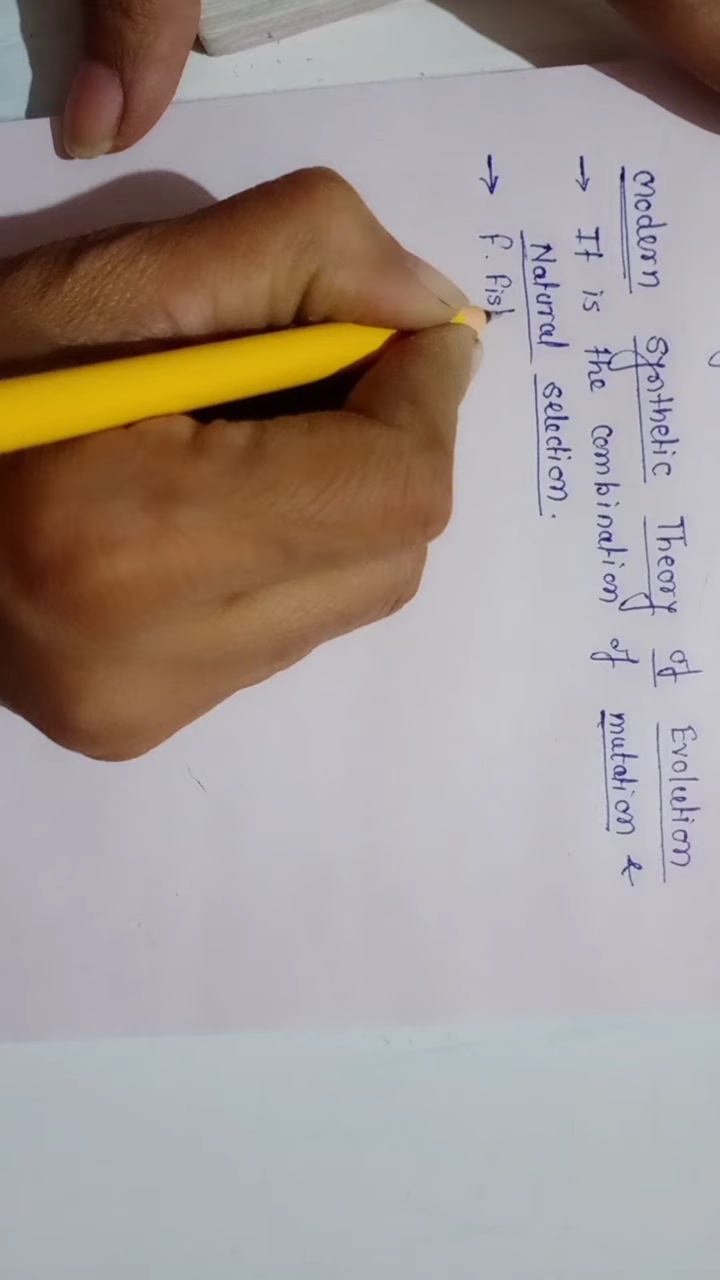 Modern Synthetic Theory of Evolution
→ It is the combination of mutation &
Natural selection.
→ f. fish